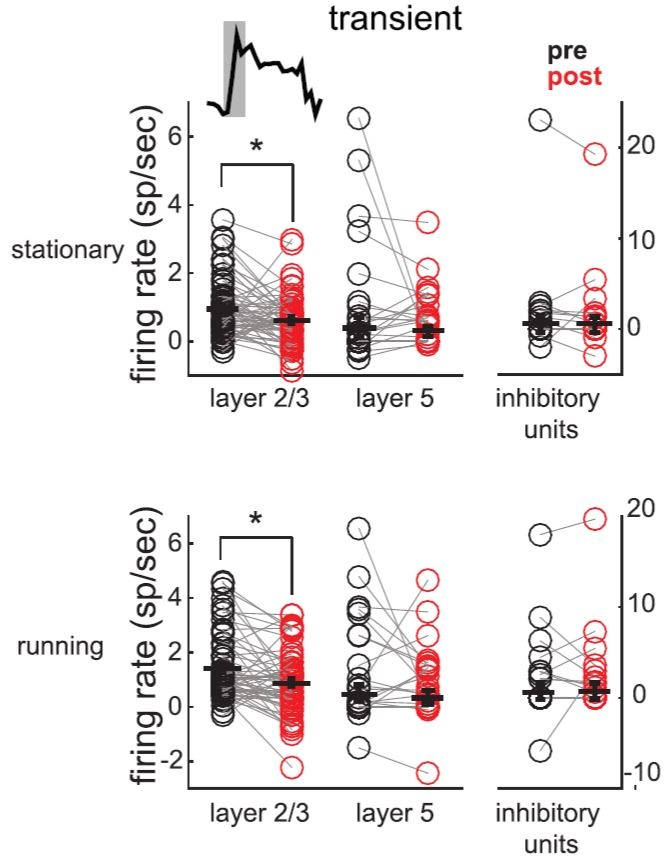 transient
pre
post
firing rate (sp/sec)
6
4
2
0
20
10
0
*
stationary
layer 2/3
layer 5
inhibitory
units
firing rate (sp/sec)
6
4
2
0
-2
20
10
0
-10
*
running
layer 2/3
layer 5
inhibitory
units